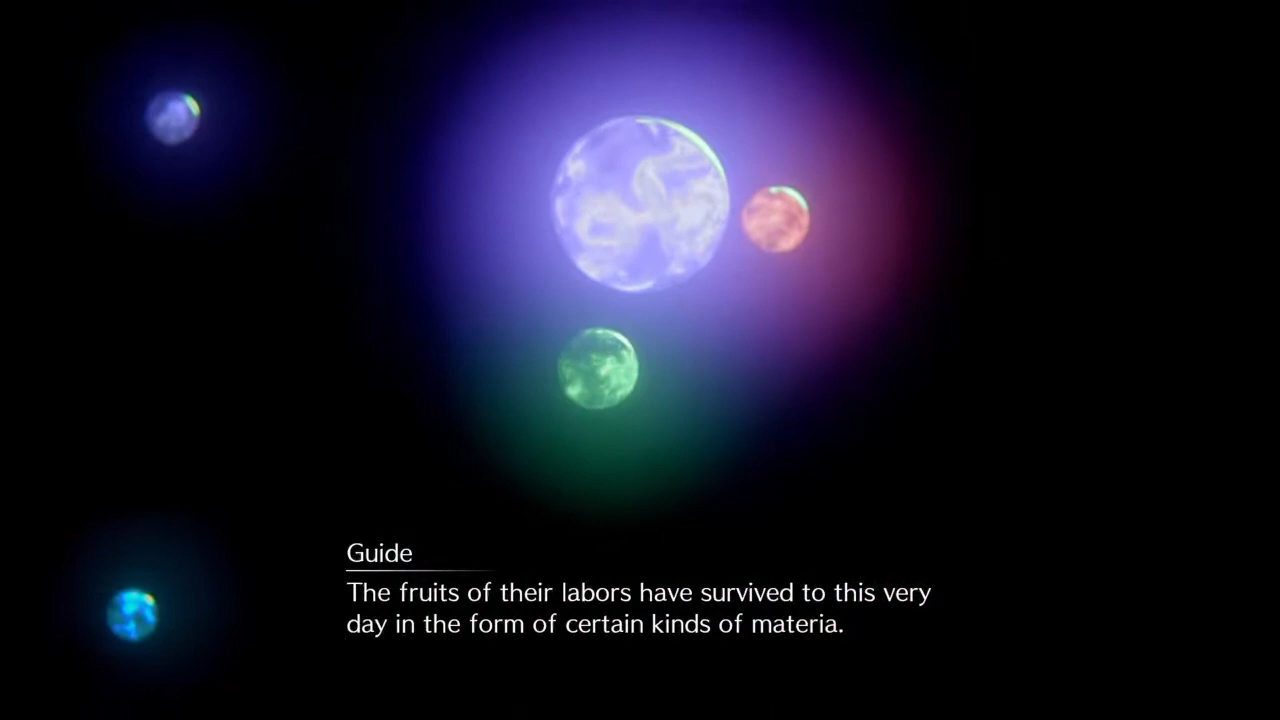 Guide
The fruits of their labors have survived to this very
day in the form of certain kinds of materia.